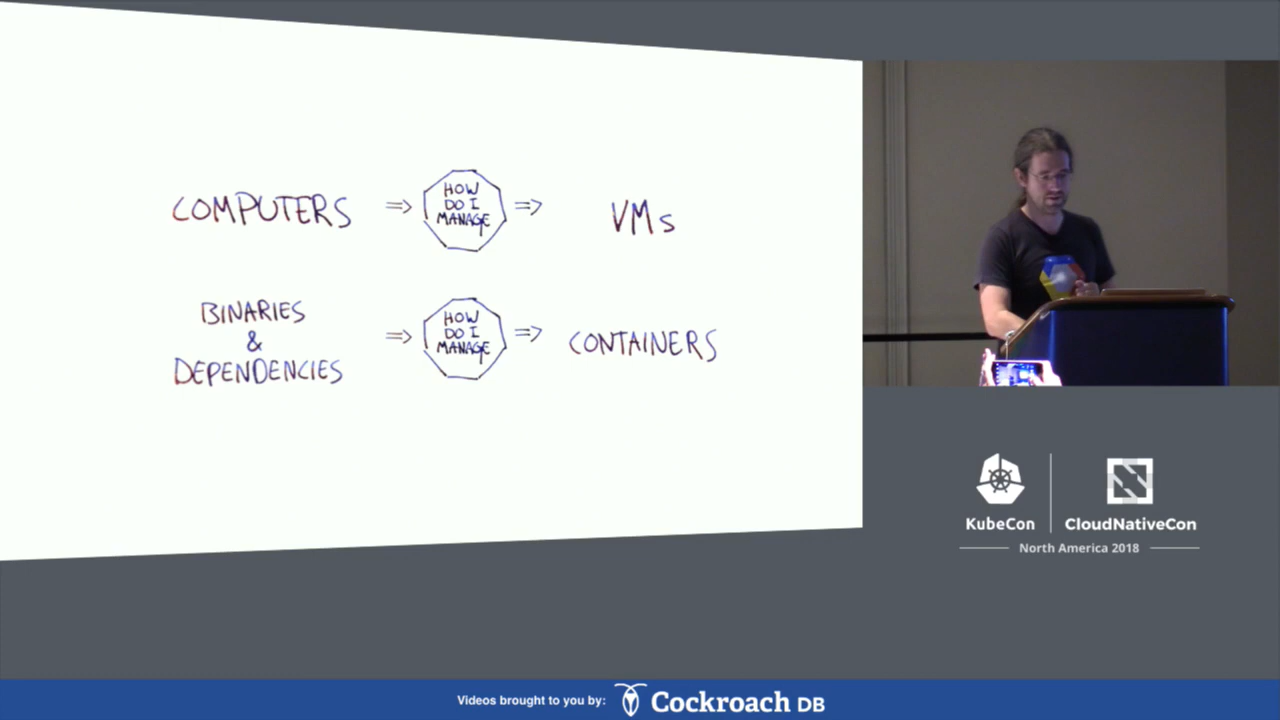 COMPUTERS ⇒ HOW DO I MANAGE ⇒ VMs
BINARIES
&
DEPENDENCIES
⇒ HOW DO I MANAGE ⇒ CONTAINERS
KubeCon
CloudNativeCon
North America 2018
Videos brought to you by:
Cockroach DB